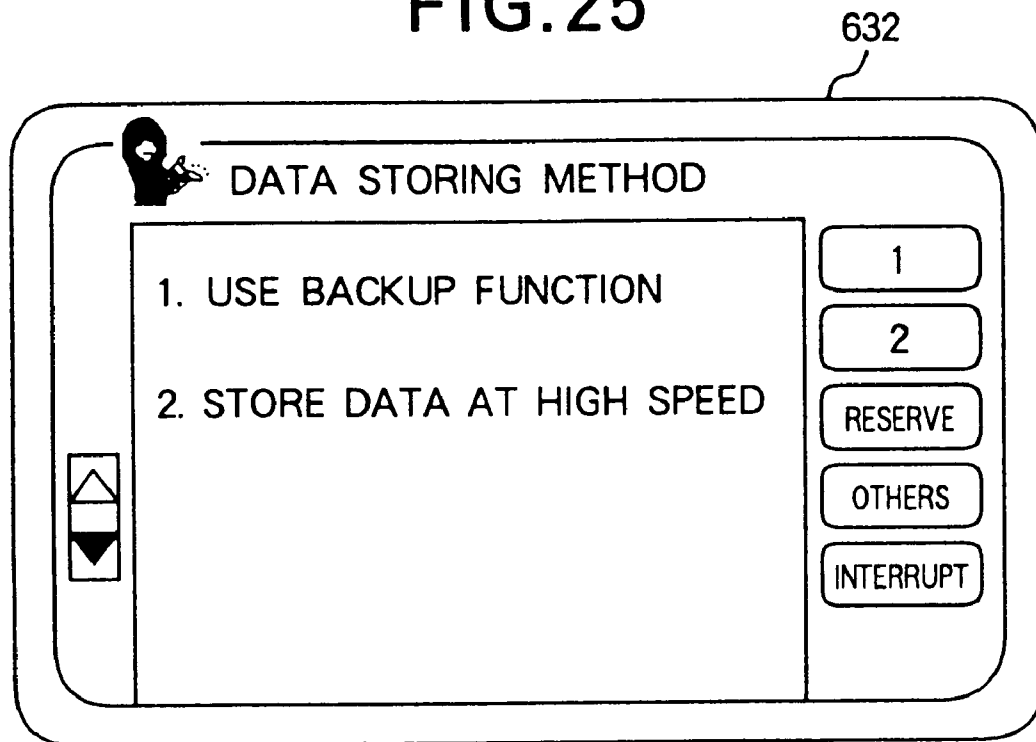 FIG.25
632
DATA STORING METHOD
1. USE BACKUP FUNCTION
2. STORE DATA AT HIGH SPEED
1
2
RESERVE
OTHERS
INTERRUPT